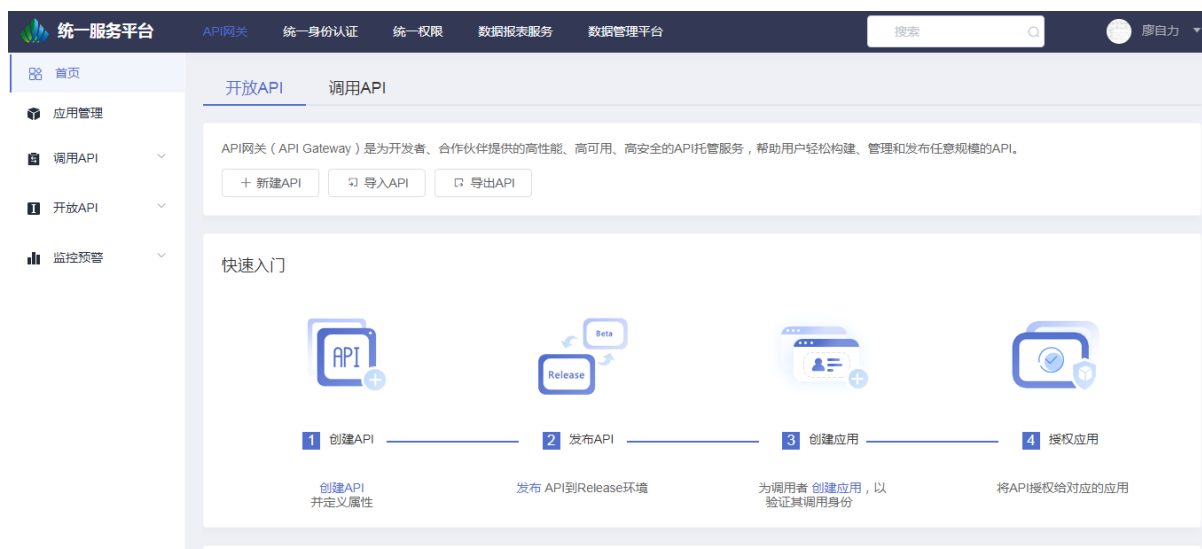 统一服务平台
API网关 统一身份认证 统一权限 数据报表服务 数据管理平台 搜索 廖自力
首页
应用管理
调用API
开放API
监控预警
开放API 调用API
API网关（API Gateway）是为开发者、合作伙伴提供的高性能、高可用、高安全的API托管服务，帮助用户轻松构建、管理和发布任意规模的API。
新建API 导入API 导出API
快速入门
API
Beta
Release
1 创建API
2 发布API
3 创建应用
4 授权应用
创建API
并定义属性
发布 API到Release环境
为调用者 创建应用，以
验证其调用身份
将API授权给对应的应用